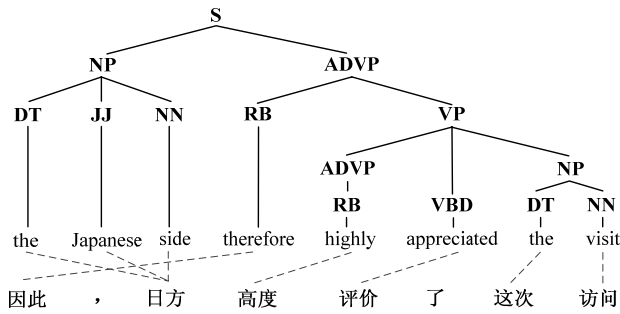 S
NP ADVP
DT JJ NN RB VP
ADVP NP
RB VBD DT NN
the Japanese side therefore highly appreciated the visit
因此 ， 日方 高度 评价 了 这次 访问